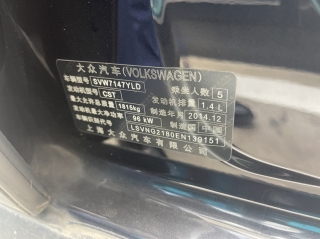 大众汽车(VOLKSWAGEN)
车辆型号 SVW7147YLD 乘坐人数 5
发动机型号 CST 发动机排量 1.4 L
最大允许总质量 1815kg 制造年月 2014.12
发动机最大净功率 96 kW 制造国 中国
LSVNG2180EN139151
上海大众汽车有限公司